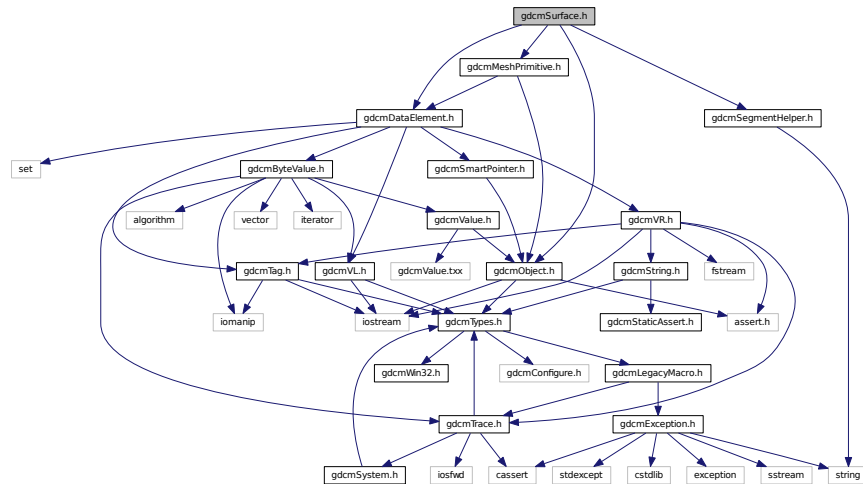 gdcmSurface.h
gdcmMeshPrimitive.h
gdcmDataElement.h
gdcmSegmentHelper.h
set
gdcmByteValue.h
gdcmSmartPointer.h
algorithm
vector
iterator
gdcmValue.h
gdcmVR.h
gdcmTag.h
gdcmVL.h
gdcmValue.txx
gdcmObject.h
gdcmString.h
fstream
iomanip
iostream
gdcmTypes.h
gdcmStaticAssert.h
assert.h
gdcmWin32.h
gdcmConfigure.h
gdcmLegacyMacro.h
gdcmTrace.h
gdcmException.h
gdcmSystem.h
iosfwd
cassert
stdexcept
cstdlib
exception
sstream
string